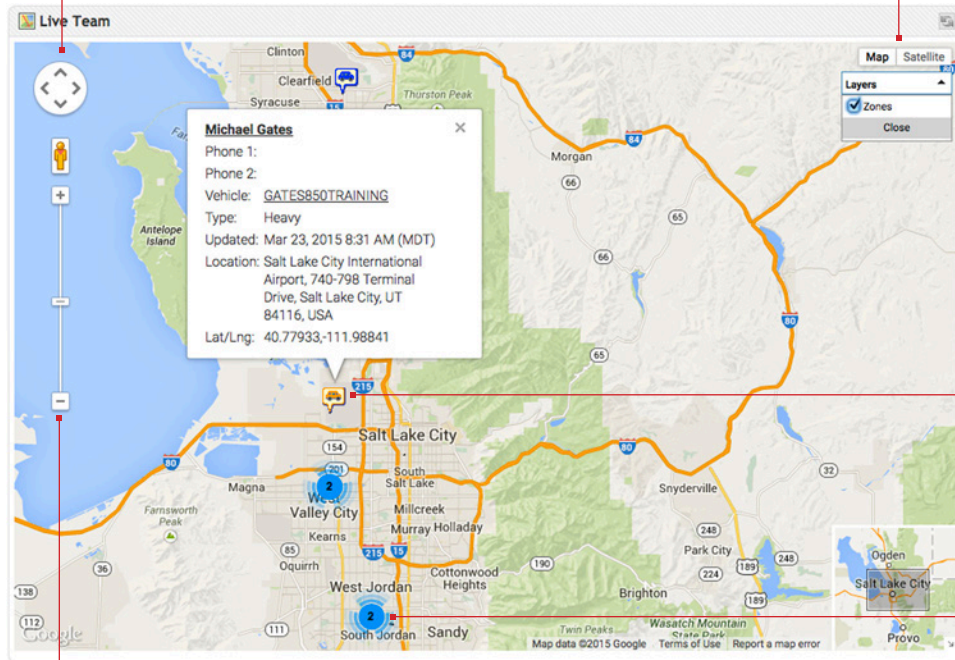 Live Team
Map Satellite
Layers
Zones
Close
Clinton
84
Clearfield
Syracuse
15
Thurston Peak
Michael Gates
Phone 1:
Phone 2:
Vehicle: GATES850TRAINING
Type: Heavy
Updated: Mar 23, 2015 8:31 AM (MDT)
Location: Salt Lake City International
Airport, 740-798 Terminal
Drive, Salt Lake City, UT
84116, USA
Lat/Lng: 40.77933,-111.98841
84
Morgan
66
65
Antelope
Island
66
80
65
215
Salt Lake City
154
80
201
80
32
Magna
2
West
Valley City
South
Salt Lake
Snyderville
Farnsworth
Peak
Millcreek
Murray Holladay
Kearns
248
85
215
15
Park City
248
Oquirrh
190
189
36
Cottonwood
Heights
224
138
West Jordan
Brighton
189
112
2
111
South Jordan
Sandy
Twin Peaks
Wasatch Mountain
State Park
Google
Map data ©2015 Google Terms of Use Report a map error
Ogden
Salt Lake City
Provo